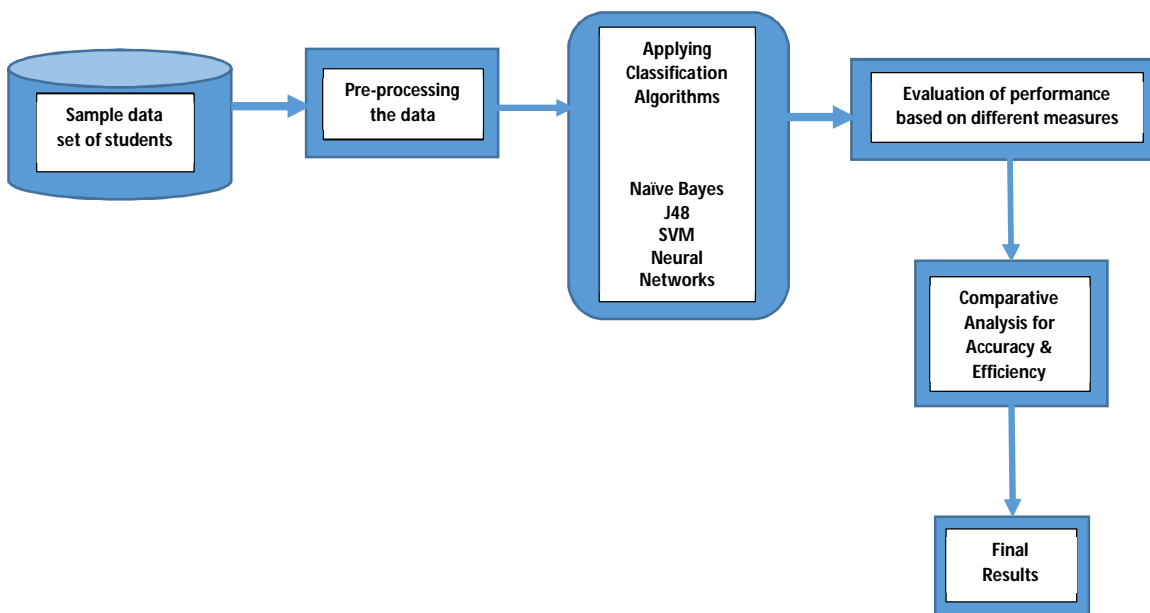 Sample data
set of students
Pre-processing
the data
Applying
Classification
Algorithms
Naïve Bayes
J48
SVM
Neural
Networks
Evaluation of performance
based on different measures
Comparative
Analysis for
Accuracy &
Efficiency
Final
Results